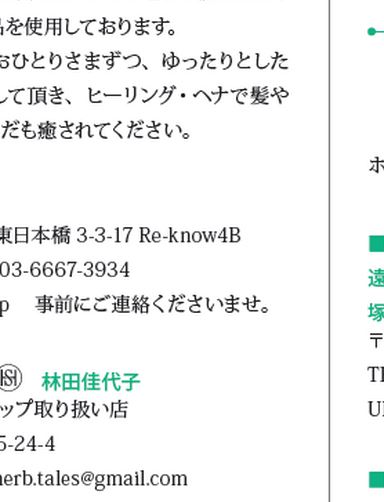 品を使用しております。
おひとりさまずつ、ゆったりとした
して頂き、ヒーリング・ヘナで髪や
だも癒されてください。
東日本橋 3-3-17 Re-know4B
03-6667-3934
p 事前にご連絡くださいませ。
林田佳代子
ップ取り扱い店
5-24-4
herb.tales@gmail.com
ホ
遠
塚
〒